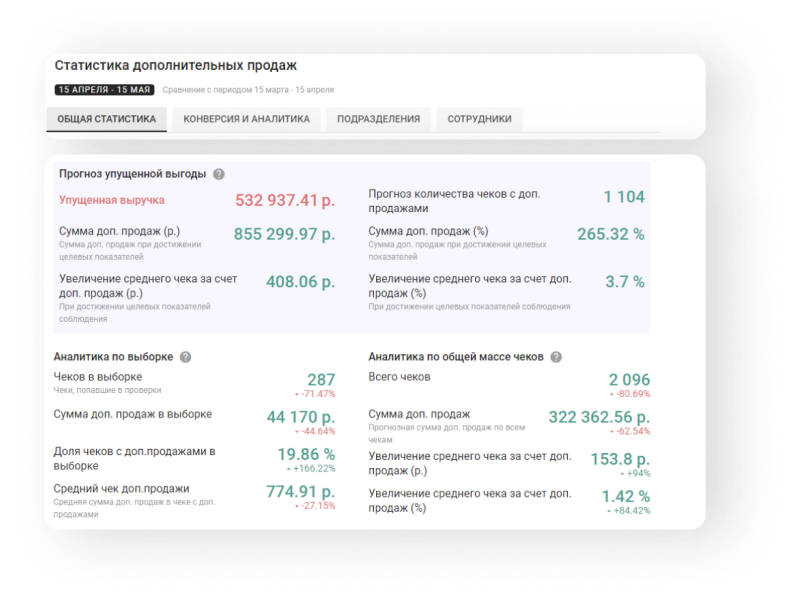 Статистика дополнительных продаж
15 АПРЕЛЯ - 15 МАЯ Сравнение с периодом 15 марта - 15 апреля
ОБЩАЯ СТАТИСТИКА КОНВЕРСИЯ И АНАЛИТИКА ПОДРАЗДЕЛЕНИЯ СОТРУДНИКИ
Прогноз упущенной выгоды ?
Упущенная выручка 532 937.41 р.
Сумма доп. продаж (р.) 855 299.97 р.
Сумма доп. продаж при достижении
целевых показателей
Увеличение среднего чека за счет
доп. продаж (р.) 408.06 р.
При достижении целевых показателей
соблюдения
Прогноз количества чеков с доп.
продажами 1 104
Сумма доп. продаж (%) 265.32 %
Сумма доп. продаж при достижении целевых
показателей
Увеличение среднего чека за счет доп.
продаж (%) 3.7 %
При достижении целевых показателей соблюдения
Аналитика по выборке ?
Чеков в выборке 287
Чеки, попавшие в проверки -71.47%
Сумма доп. продаж в выборке 44 170 р.
-44.64%
Доля чеков с доп.продажами в 19.86 %
выборке +166.22%
Средний чек доп.продажи 774.91 р.
Средняя сумма доп. продаж в чеке с доп. -27.15%
продажами
Аналитика по общей массе чеков ?
Всего чеков 2 096
-80.69%
Сумма доп. продаж 322 362.56 р.
Прогнозная сумма доп. продаж по всем -62.54%
чекам
Увеличение среднего чека за счет доп. 153.8 р.
продаж (р.) +94%
Увеличение среднего чека за счет доп. 1.42 %
продаж (%) +84.42%